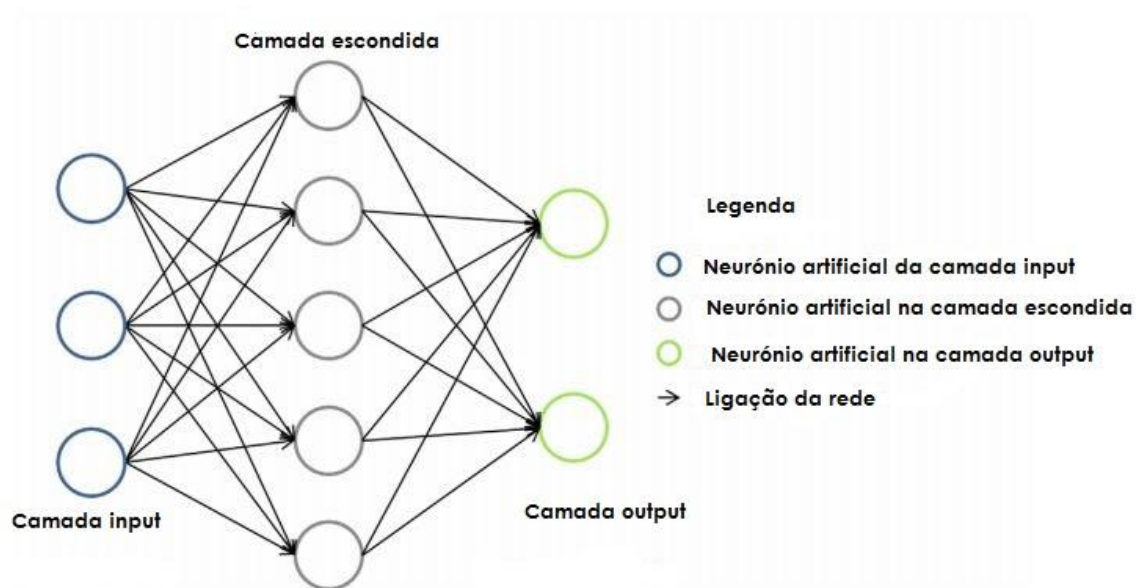 Camada escondida
Legenda
Neurónio artificial da camada input
Neurónio artificial na camada escondida
Neurónio artificial na camada output
Ligação da rede
Camada input
Camada output